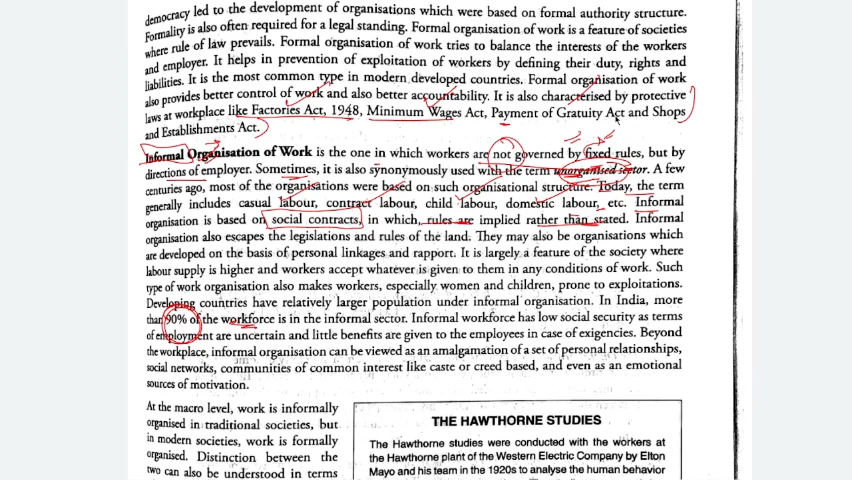 democracy led to the development of organisations which were based on formal authority structure.
Formality is also often required for a legal standing. Formal organisation of work is a feature of societies
where rule of law prevails. Formal organisation of work tries to balance the interests of the workers
and employer. It helps in prevention of exploitation of workers by defining their duty, rights and
liabilities. It is the most common type in modern developed countries. Formal organisation of work
also provides better control of work and also better accountability. It is also characterised by protective
laws at workplace like Factories Act, 1948, Minimum Wages Act, Payment of Gratuity Act and Shops
and Establishments Act.
Informal Organisation of Work is the one in which workers are not governed by fixed rules, but by
directions of employer. Sometimes, it is also synonymously used with the term unorganised sector. A few
centuries ago, most of the organisations were based on such organisational structure. Today, the term
generally includes casual labour, contract labour, child labour, domestic labour, etc. Informal
organisation is based on social contracts, in which, rules are implied rather than stated. Informal
organisation also escapes the legislations and rules of the land. They may also be organisations which
are developed on the basis of personal linkages and rapport. It is largely a feature of the society where
labour supply is higher and workers accept whatever is given to them in any conditions of work. Such
type of work organisation also makes workers, especially women and children, prone to exploitations.
Developing countries have relatively larger population under informal organisation. In India, more
than 90% of the workforce is in the informal sector. Informal workforce has low social security as terms
of employment are uncertain and little benefits are given to the employees in case of exigencies. Beyond
the workplace, informal organisation can be viewed as an amalgamation of a set of personal relationships,
social networks, communities of common interest like caste or creed based, and even as an emotional
sources of motivation.
At the macro level, work is informally
organised in traditional societies, but
in modern societies, work is formally
organised. Distinction between the
two can also be understood in terms
THE HAWTHORNE STUDIES
The Hawthorne studies were conducted with the workers at
the Hawthorne plant of the Western Electric Company by Elton
Mayo and his team in the 1920s to analyse the human behavior